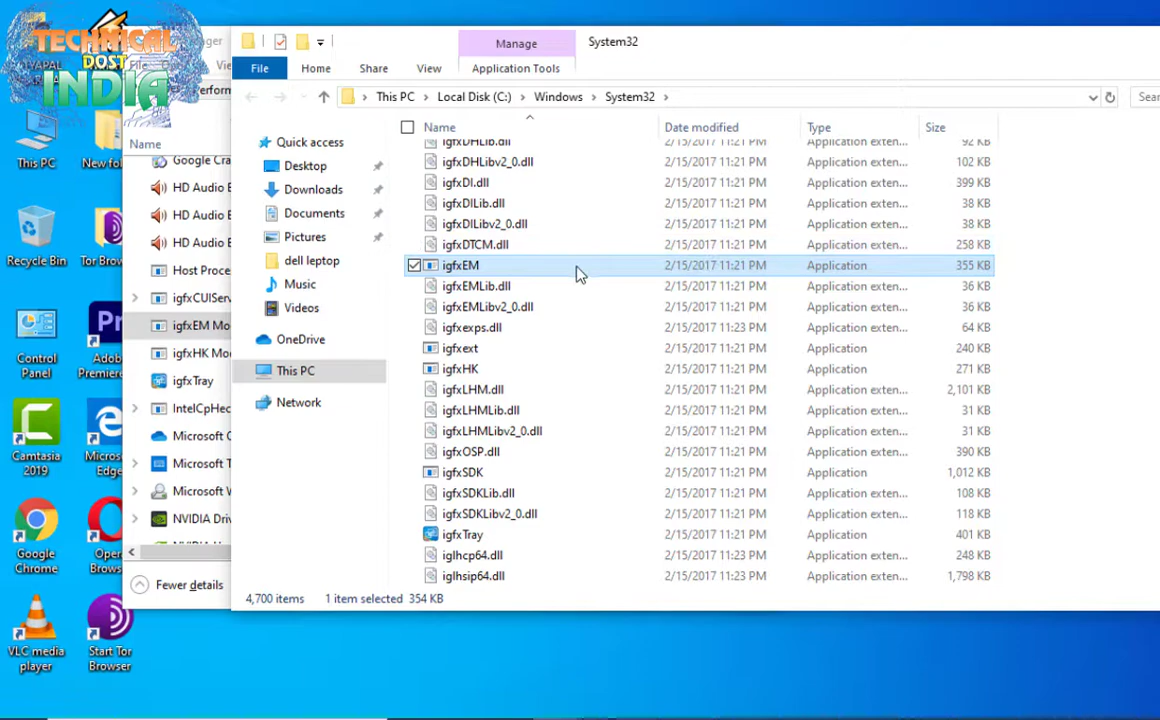 TECHNICAL
DOST
INDIA
This PC
New fol
Recycle Bin
Tor Brow
Control
Panel
Adob
Premiere
Camtasia
2019
Micros
Edge
Google
Chrome
Oper
Brows
VLC media
player
Start Tor
Browser
Name
Google Cra
HD Audio B
HD Audio B
HD Audio B
Host Proce
igfxCUISer
igfxEM Mo
igfxHK Mo
igfxTray
IntelCpHec
Microsoft O
Microsoft T
Microsoft W
NVIDIA Driv
Fewer details
Manage
System32
File
Home
Share
View
Application Tools
This PC > Local Disk (C:) > Windows > System32 >
Sear
Quick access
Desktop
Downloads
Documents
Pictures
dell laptop
Music
Videos
OneDrive
This PC
Network
Name Date modified Type Size
igfxDHLib.dll 2/15/2017 11:21 PM Application exten... 92 KB
igfxDHLibv2_0.dll 2/15/2017 11:21 PM Application exten... 102 KB
igfxDI.dll 2/15/2017 11:21 PM Application exten... 399 KB
igfxDILib.dll 2/15/2017 11:21 PM Application exten... 38 KB
igfxDILibv2_0.dll 2/15/2017 11:21 PM Application exten... 38 KB
igfxDTCM.dll 2/15/2017 11:21 PM Application exten... 258 KB
igfxEM 2/15/2017 11:21 PM Application 355 KB
igfxEMLib.dll 2/15/2017 11:21 PM Application exten... 36 KB
igfxEMLibv2_0.dll 2/15/2017 11:21 PM Application exten... 36 KB
igfxexps.dll 2/15/2017 11:23 PM Application exten... 64 KB
igfxext 2/15/2017 11:21 PM Application 240 KB
igfxHK 2/15/2017 11:21 PM Application 271 KB
igfxLHM.dll 2/15/2017 11:21 PM Application exten... 2,101 KB
igfxLHMLib.dll 2/15/2017 11:21 PM Application exten... 31 KB
igfxLHMLibv2_0.dll 2/15/2017 11:21 PM Application exten... 31 KB
igfxOSP.dll 2/15/2017 11:21 PM Application exten... 390 KB
igfxSDK 2/15/2017 11:21 PM Application 1,012 KB
igfxSDKLib.dll 2/15/2017 11:21 PM Application exten... 108 KB
igfxSDKLibv2_0.dll 2/15/2017 11:21 PM Application exten... 118 KB
igfxTray 2/15/2017 11:21 PM Application 401 KB
iglhcp64.dll 2/15/2017 11:23 PM Application exten... 248 KB
iglhsip64.dll 2/15/2017 11:23 PM Application exten... 1,798 KB
4,700 items 1 item selected 354 KB